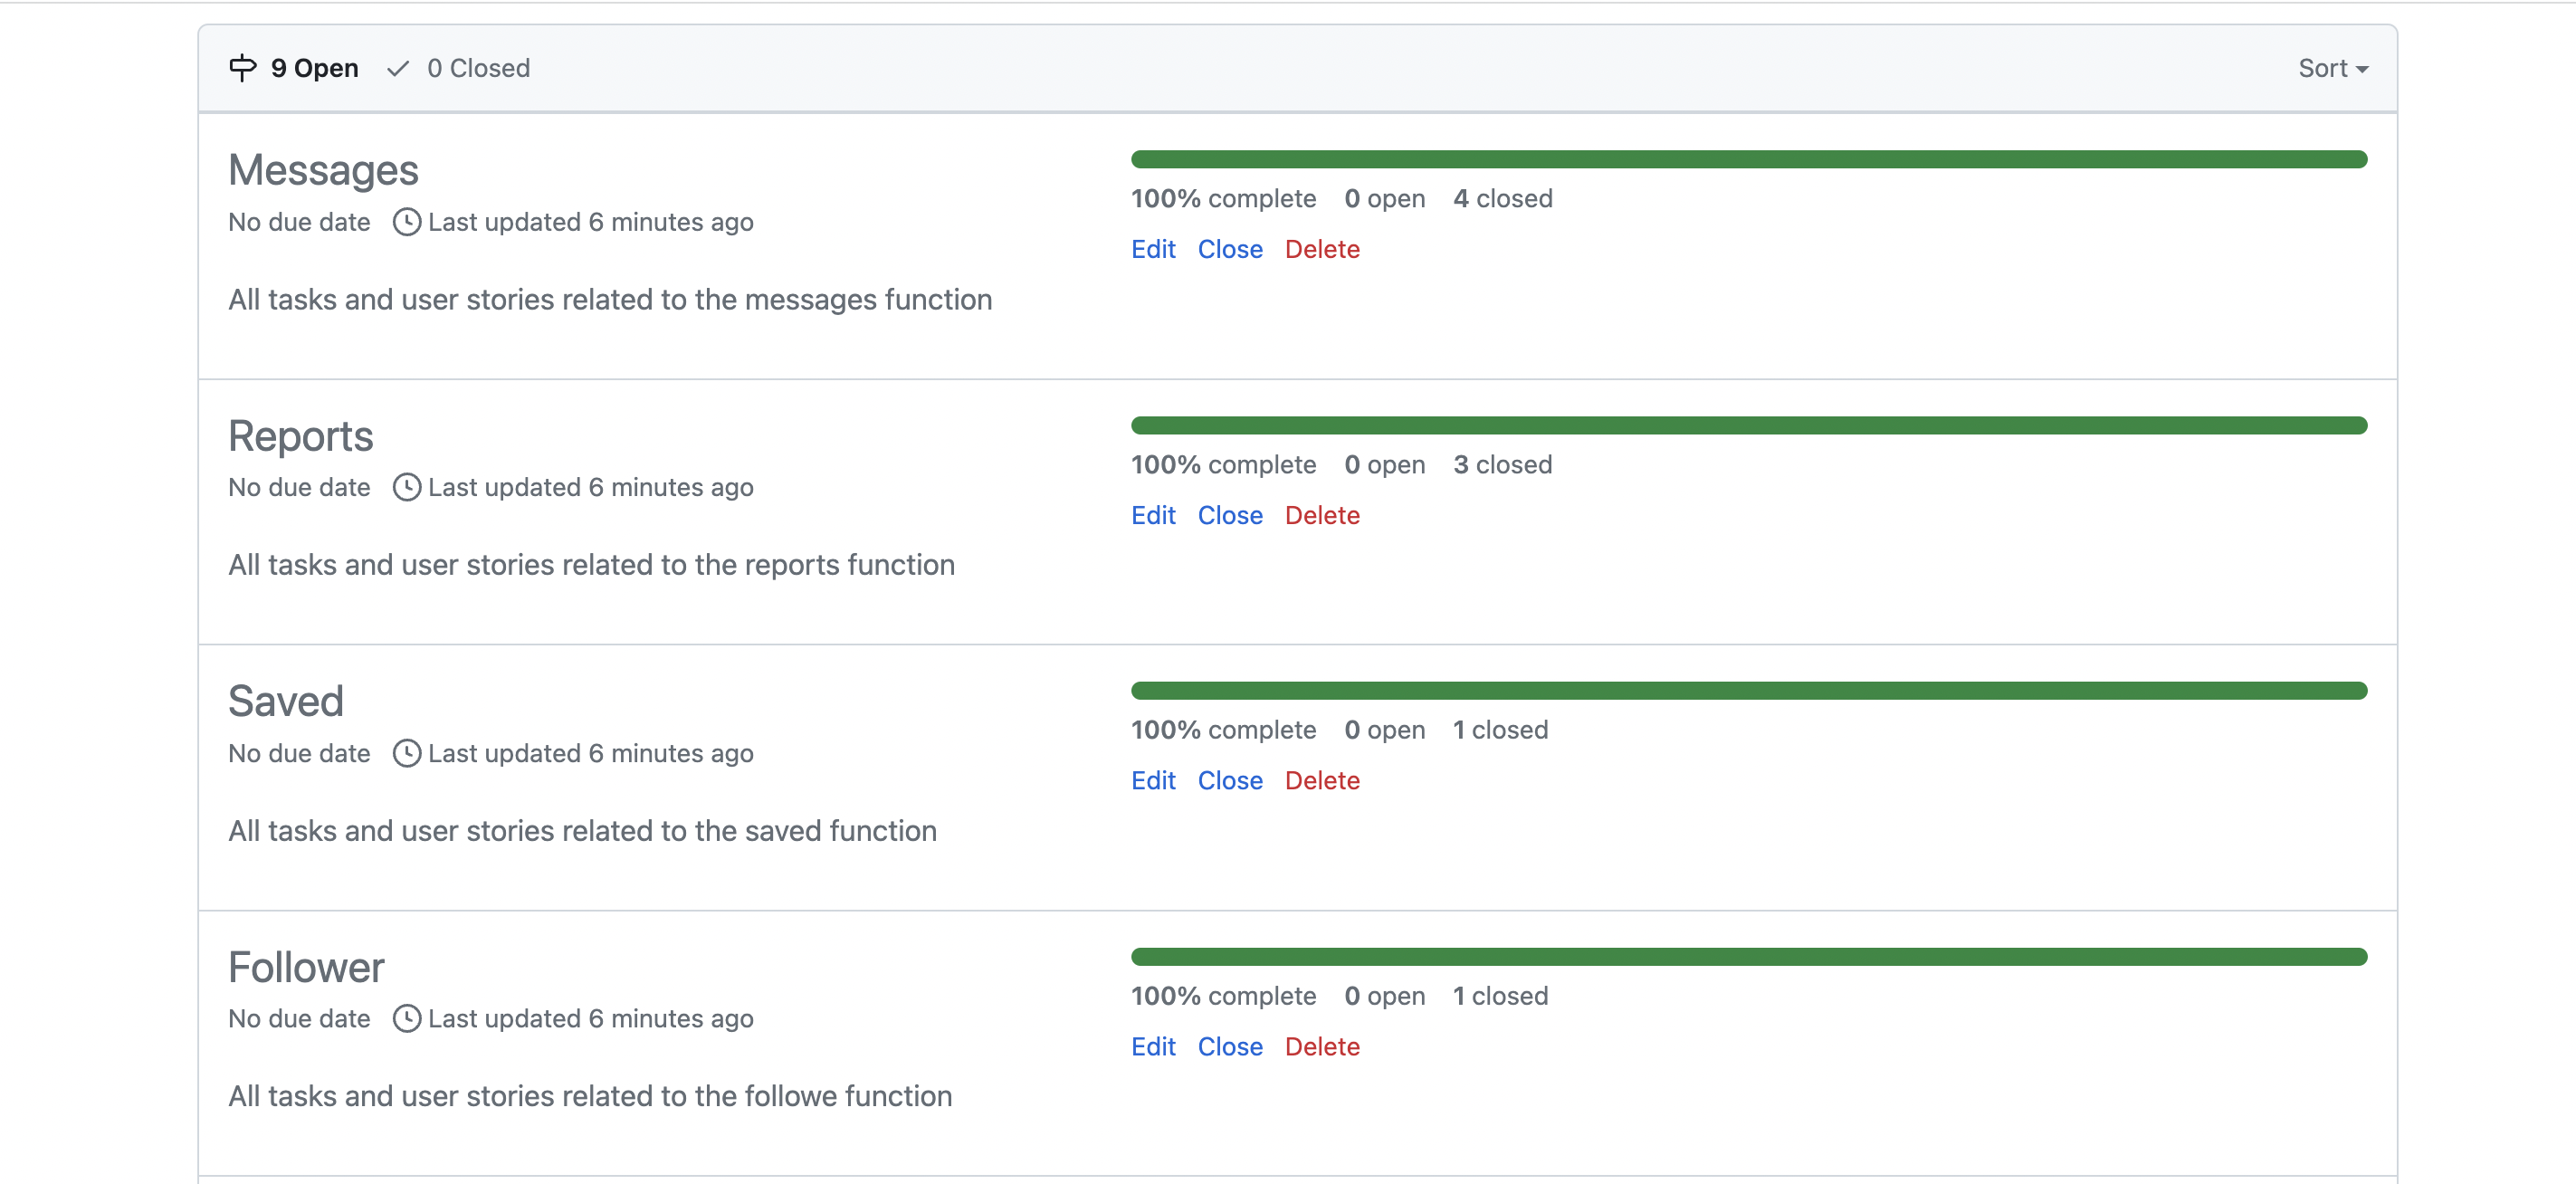 9 Open 0 Closed Sort
Messages
No due date Last updated 6 minutes ago
All tasks and user stories related to the messages function
100% complete 0 open 4 closed
Edit Close Delete
Reports
No due date Last updated 6 minutes ago
All tasks and user stories related to the reports function
100% complete 0 open 3 closed
Edit Close Delete
Saved
No due date Last updated 6 minutes ago
All tasks and user stories related to the saved function
100% complete 0 open 1 closed
Edit Close Delete
Follower
No due date Last updated 6 minutes ago
All tasks and user stories related to the followe function
100% complete 0 open 1 closed
Edit Close Delete